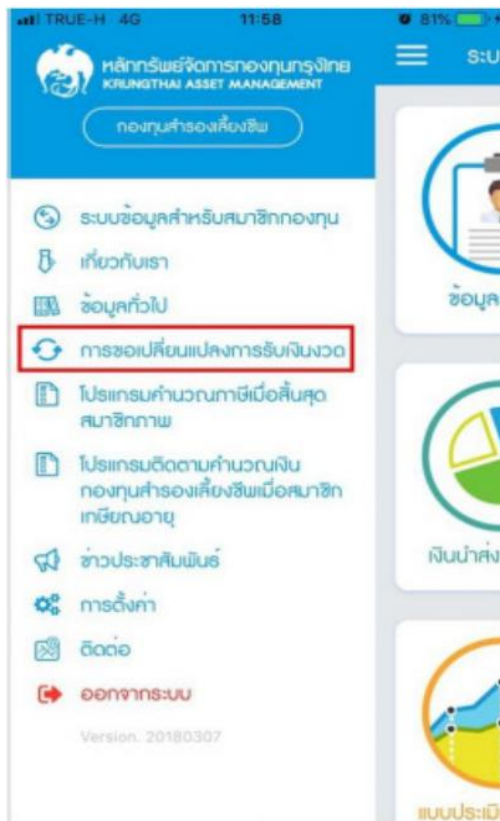 TRUE-H 4G 11:58 81%
หลักทรัพย์จัดการกองทุนกรุงไทย
KRUNGTHAI ASSET MANAGEMENT
กองทุนสำรองเลี้ยงชีพ
ระบบข้อมูลสำหรับสมาชิกกองทุน
เกี่ยวกับเรา
ข้อมูลทั่วไป
การขอเปลี่ยนแปลงการรับเงินงวด
โปรแกรมคำนวณภาษีเมื่อสิ้นสุด
สมาชิกภาพ
โปรแกรมติดตามคำนวณเงิน
กองทุนสำรองเลี้ยงชีพเมื่อสมาชิก
เกษียณอายุ
ข่าวประชาสัมพันธ์
การตั้งค่า
ติดต่อ
ออกจากระบบ
Version. 20180307
ระบ
ข้อมูล
เงินนำส่ง
แบบประเมิ